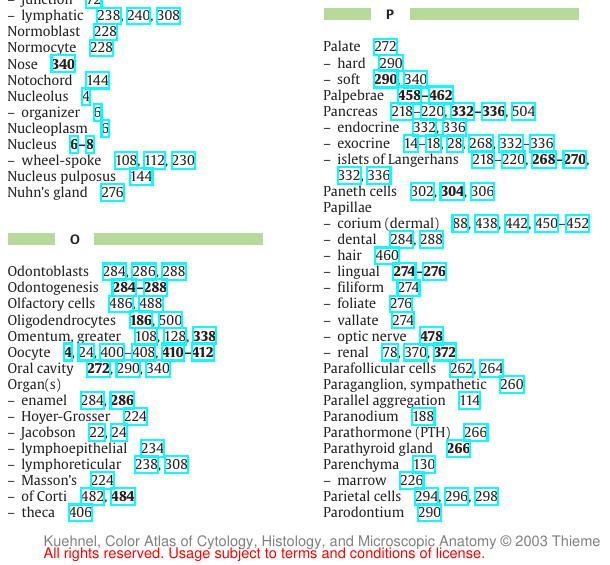 – junction 72
– lymphatic 238, 240, 308
Normoblast 228
Normocyte 228
Nose 340
Notochord 144
Nucleolus 4
– organizer 6
Nucleoplasm 6
Nucleus 6–8
– wheel-spoke 108, 112, 230
Nucleus pulposus 144
Nuhn's gland 276
O
Odontoblasts 284, 286, 288
Odontogenesis 284–288
Olfactory cells 486, 488
Oligodendrocytes 186, 500
Omentum, greater 108, 128, 338
Oocyte 4, 24, 400–408, 410–412
Oral cavity 272, 290, 340
Organ(s)
– enamel 284, 286
– Hoyer-Grosser 224
– Jacobson 22, 24
– lymphoepithelial 234
– lymphoreticular 238, 308
– Masson's 224
– of Corti 482, 484
– theca 406
P
Palate 272
– hard 290
– soft 290, 340
Palpebrae 458–462
Pancreas 218–220, 332–336, 504
– endocrine 332, 336
– exocrine 14–18, 28, 268, 332–336
– islets of Langerhans 218–220, 268–270,
332, 336
Paneth cells 302, 304, 306
Papillae
– corium (dermal) 88, 438, 442, 450–452
– dental 284, 288
– hair 460
– lingual 274–276
– filiform 274
– foliate 276
– vallate 274
– optic nerve 478
– renal 78, 370, 372
Parafollicular cells 262, 264
Paraganglion, sympathetic 260
Parallel aggregation 114
Paranodium 188
Parathormone (PTH) 266
Parathyroid gland 266
Parenchyma 130
– marrow 226
Parietal cells 294, 296, 298
Parodontium 290
Kuehnel, Color Atlas of Cytology, Histology, and Microscopic Anatomy © 2003 Thieme
All rights reserved. Usage subject to terms and conditions of license.